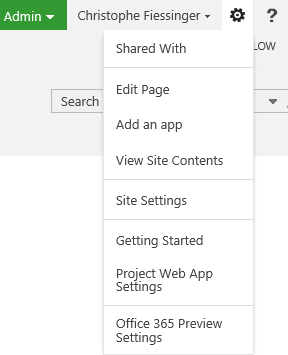 Admin Christophe Fiessinger ?
Shared With
LOW
Edit Page
Search
Add an app
View Site Contents
Site Settings
Getting Started
Project Web App
Settings
Office 365 Preview
Settings